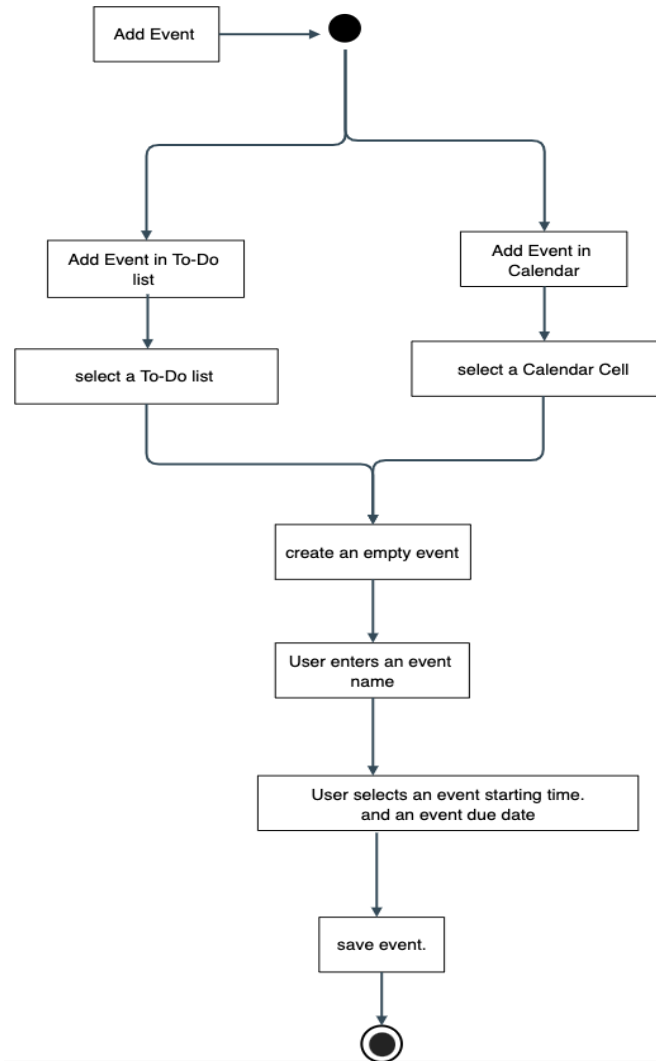 Add Event
Add Event in To-Do
list
Add Event in
Calendar
select a To-Do list
select a Calendar Cell
create an empty event
User enters an event
name
User selects an event starting time.
and an event due date
save event.